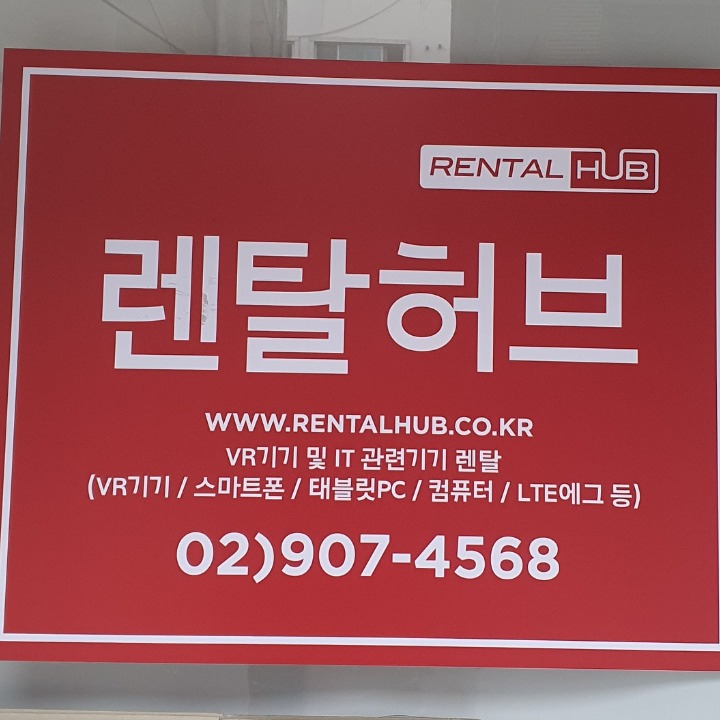 RENTAL HUB
렌탈허브
WWW.RENTALHUB.CO.KR
VR기기 및 IT 관련기기 렌탈
(VR기기 / 스마트폰 / 태블릿PC / 컴퓨터 / LTE에그 등)
02)907-4568